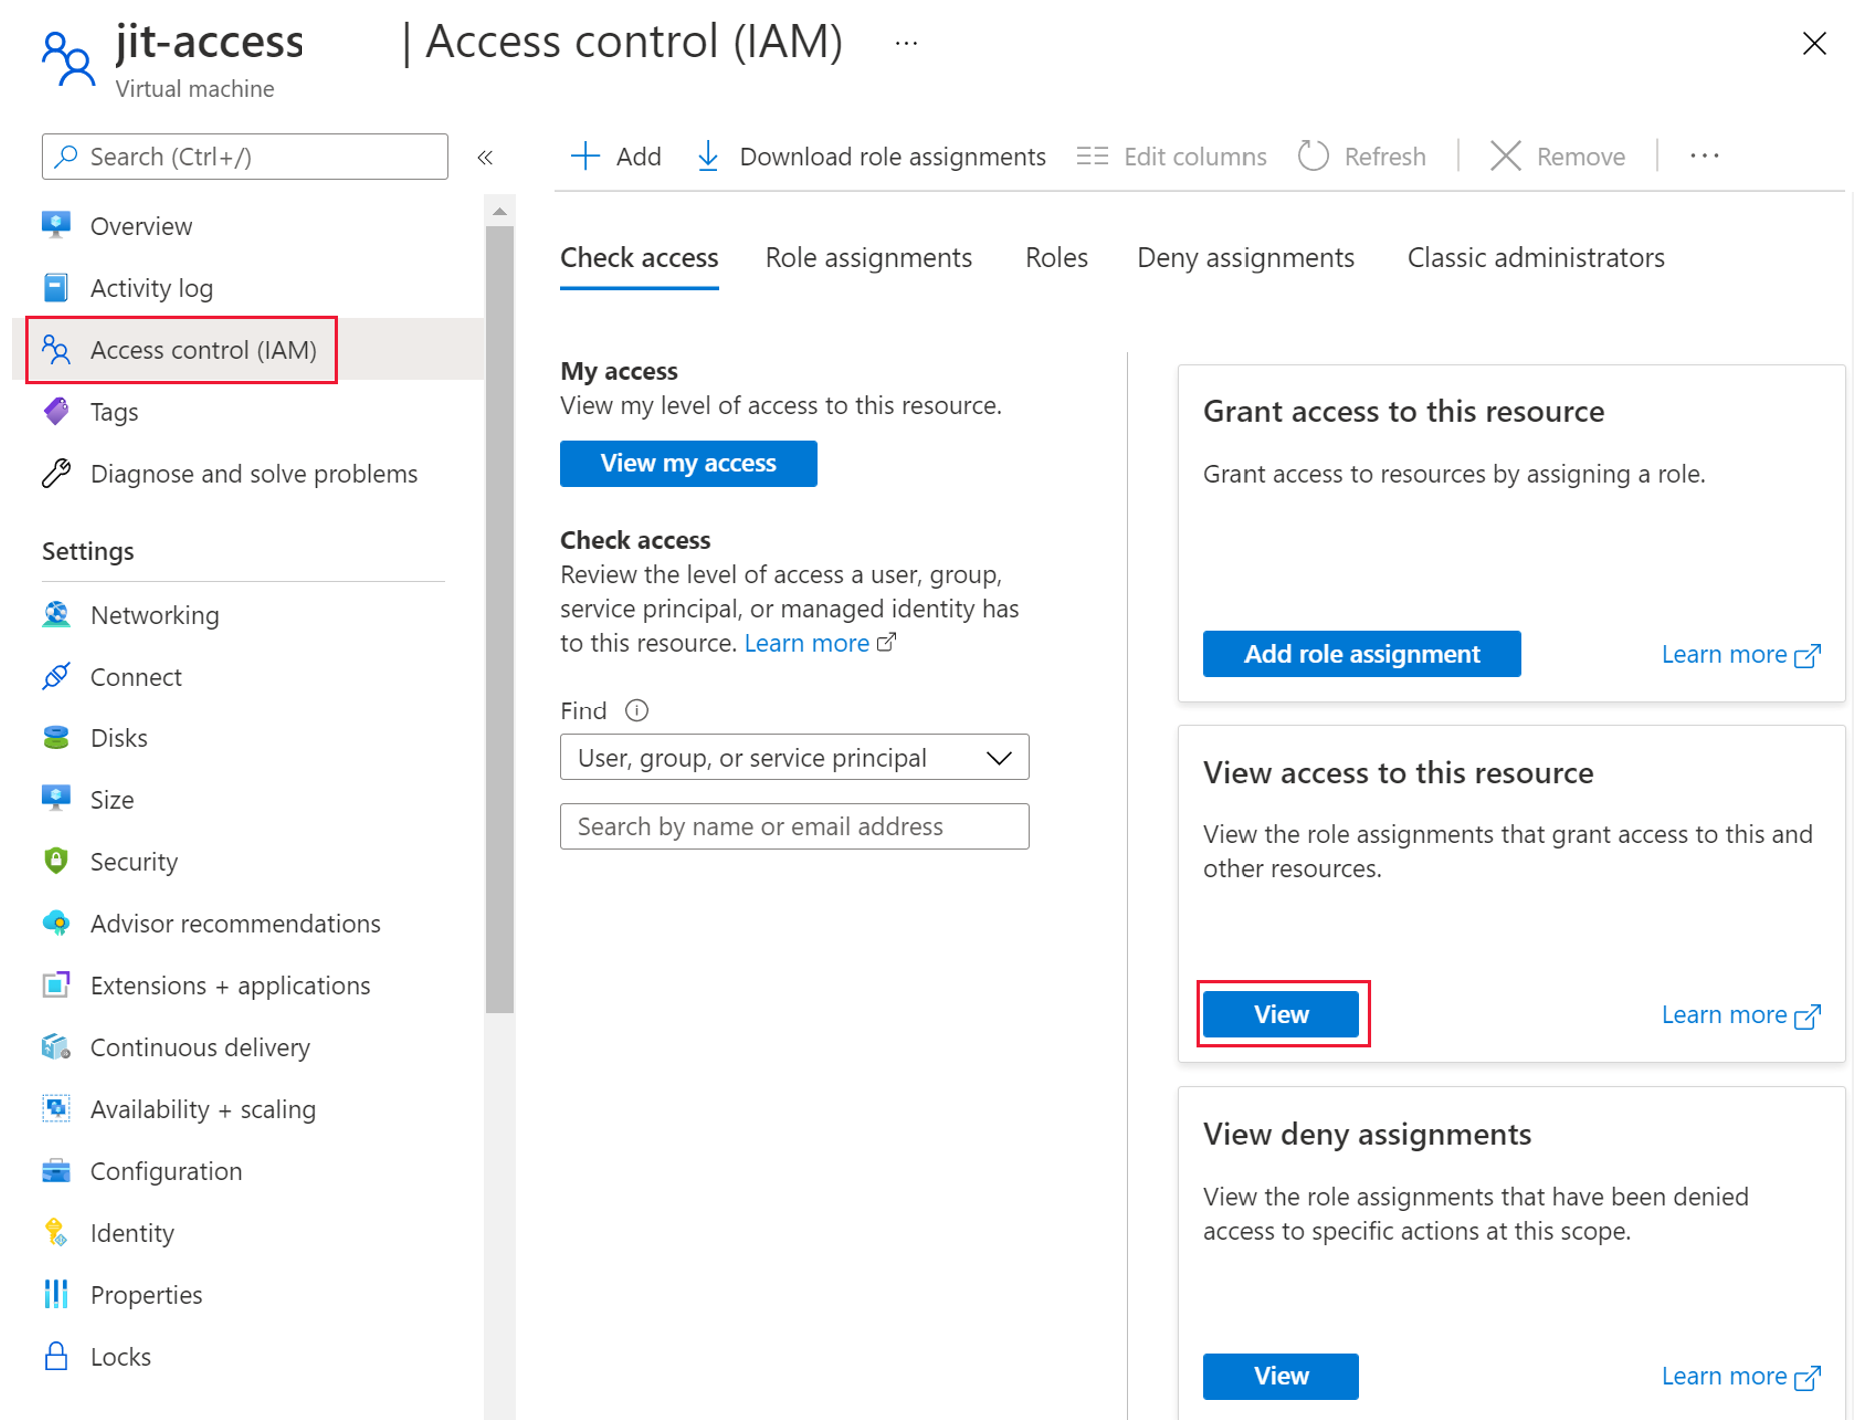 jit-access | Access control (IAM) ...
Virtual machine
Search (Ctrl+/)
«
Overview
Activity log
Access control (IAM)
Tags
Diagnose and solve problems
Settings
Networking
Connect
Disks
Size
Security
Advisor recommendations
Extensions + applications
Continuous delivery
Availability + scaling
Configuration
Identity
Properties
Locks
Add
Download role assignments
Edit columns
Refresh
Remove
...
Check access
Role assignments
Roles
Deny assignments
Classic administrators
My access
View my level of access to this resource.
View my access
Check access
Review the level of access a user, group,
service principal, or managed identity has
to this resource. Learn more
Find
User, group, or service principal
Search by name or email address
Grant access to this resource
Grant access to resources by assigning a role.
Add role assignment
Learn more
View access to this resource
View the role assignments that grant access to this and
other resources.
View
Learn more
View deny assignments
View the role assignments that have been denied
access to specific actions at this scope.
View
Learn more